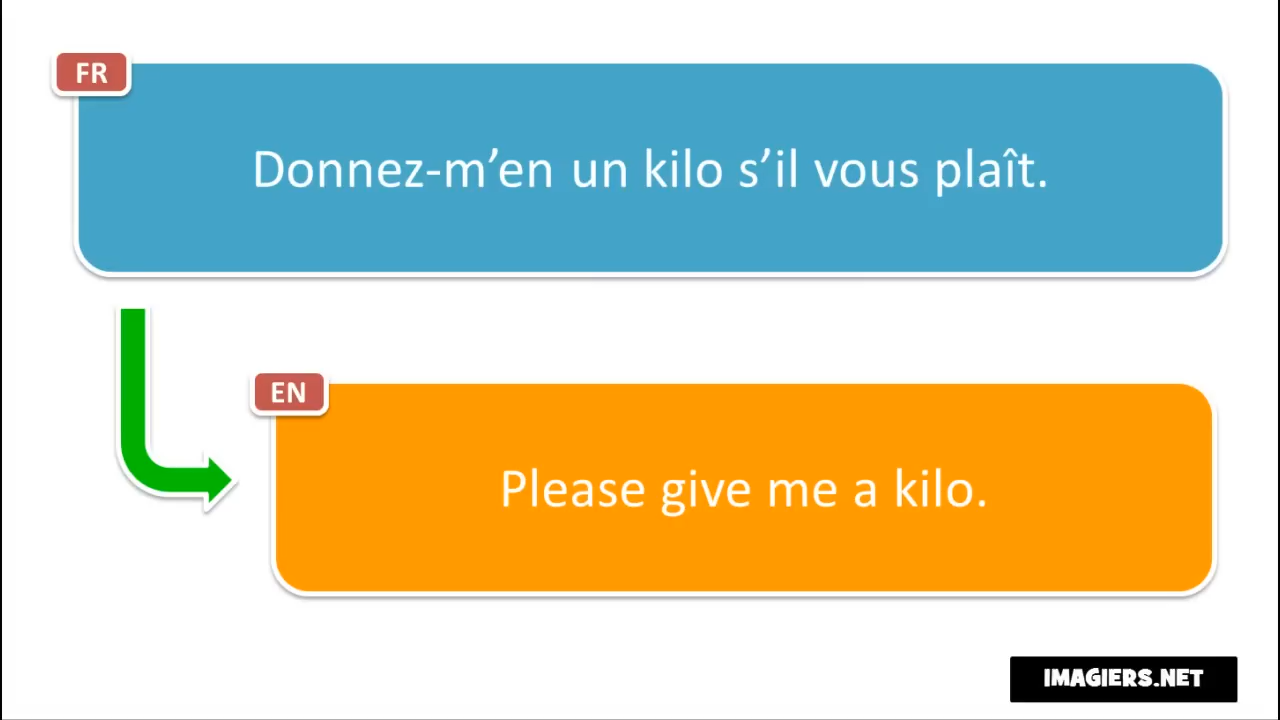 FR
Donnez-m’en un kilo s’il vous plaît.
EN
Please give me a kilo.
IMAGIERS.NET